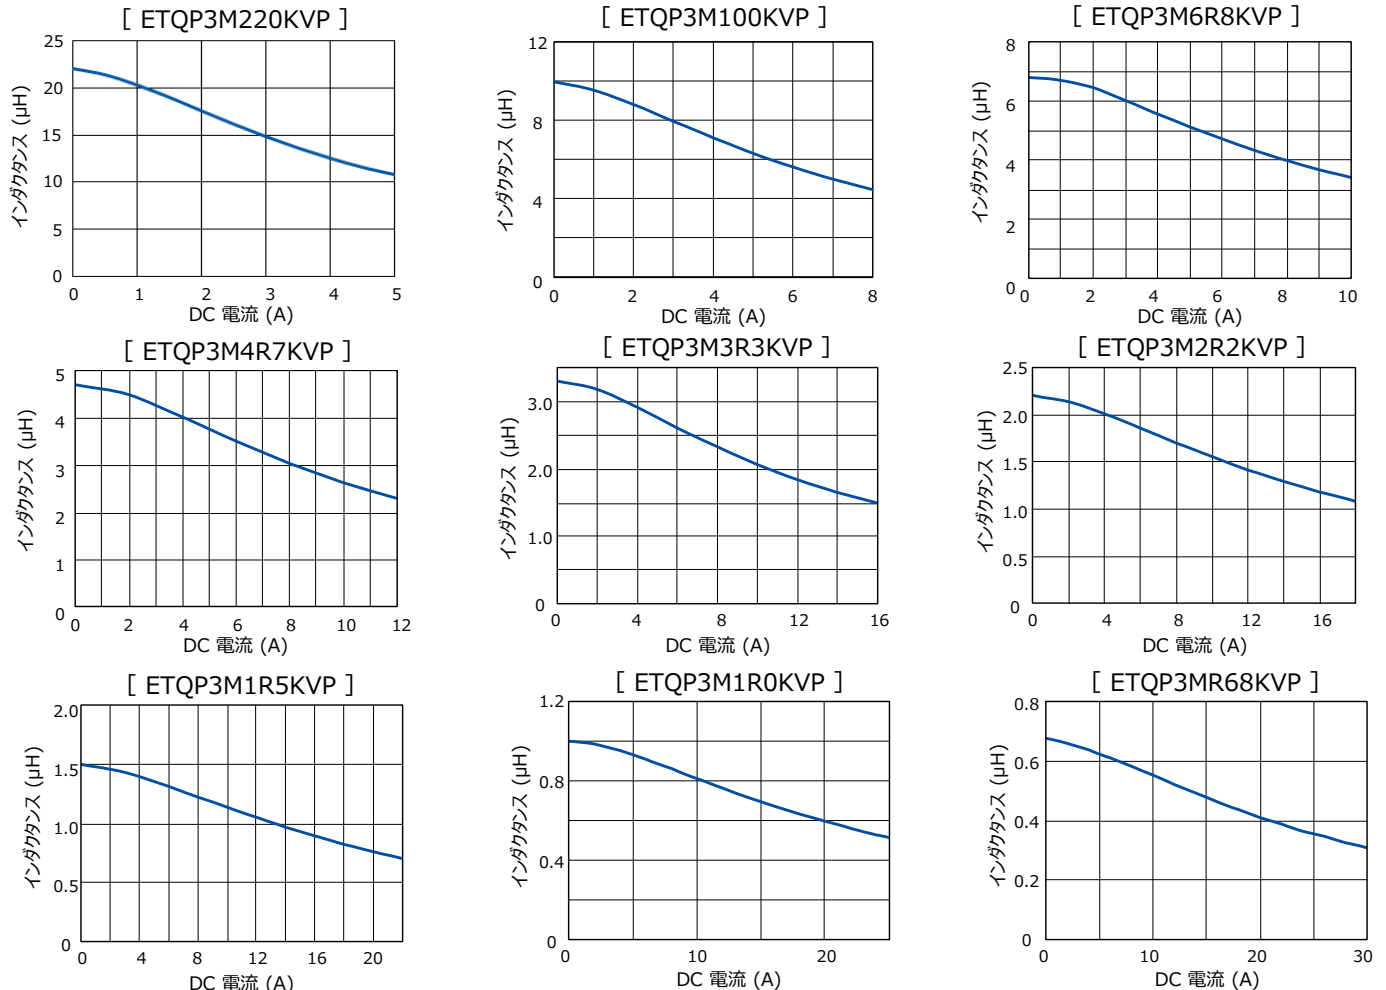 [ ETQP3M220KVP ]
インダクタンス (μH)
25
20
15
10
5
0
0 1 2 3 4 5
DC 電流 (A)
[ ETQP3M100KVP ]
インダクタンス (μH)
12
8
4
0
0 2 4 6 8
DC 電流 (A)
[ ETQP3M6R8KVP ]
インダクタンス (μH)
8
6
4
2
0
0 2 4 6 8 10
DC 電流 (A)
[ ETQP3M4R7KVP ]
インダクタンス (μH)
5
4
3
2
1
0
0 2 4 6 8 10 12
DC 電流 (A)
[ ETQP3M3R3KVP ]
インダクタンス (μH)
3.0
2.0
1.0
0
0 4 8 12 16
DC 電流 (A)
[ ETQP3M2R2KVP ]
インダクタンス (μH)
2.5
2.0
1.5
1.0
0.5
0
0 4 8 12 16
DC 電流 (A)
[ ETQP3M1R5KVP ]
インダクタンス (μH)
2.0
1.5
1.0
0.5
0
0 4 8 12 16 20
DC 電流 (A)
[ ETQP3M1R0KVP ]
インダクタンス (μH)
1.2
0.8
0.4
0
0 10 20
DC 電流 (A)
[ ETQP3MR68KVP ]
インダクタンス (μH)
0.8
0.6
0.4
0.2
0
0 10 20 30
DC 電流 (A)